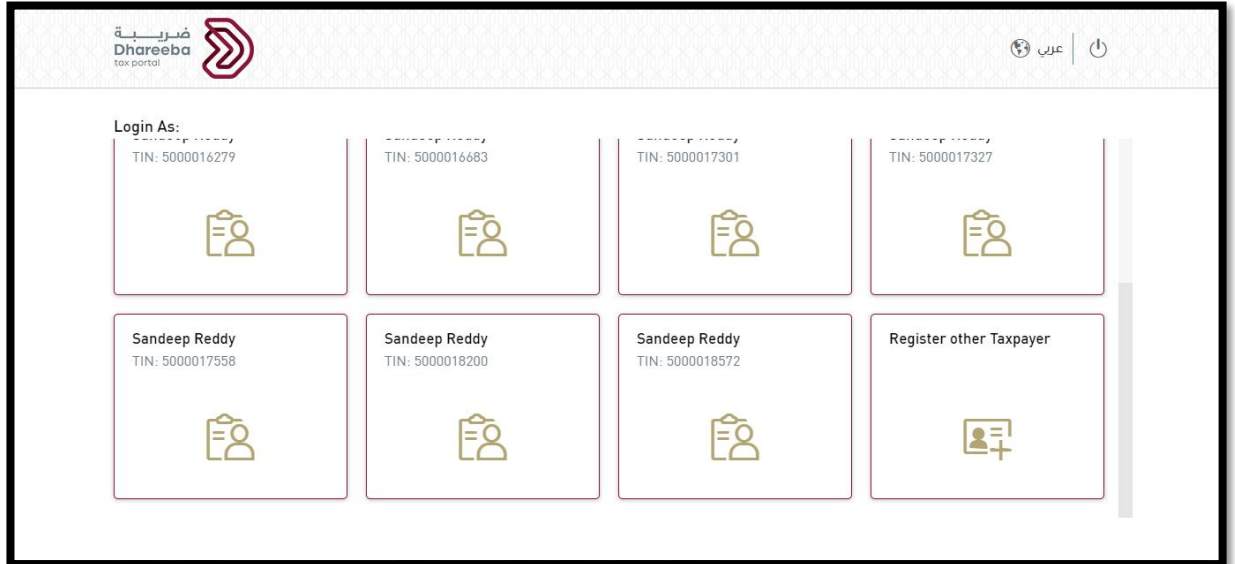 ضريبة
Dhareeba
tax portal
عربي
Login As:
TIN: 5000016279
TIN: 5000016683
TIN: 5000017301
TIN: 5000017327
Sandeep Reddy
TIN: 5000017558
Sandeep Reddy
TIN: 5000018200
Sandeep Reddy
TIN: 5000018572
Register other Taxpayer